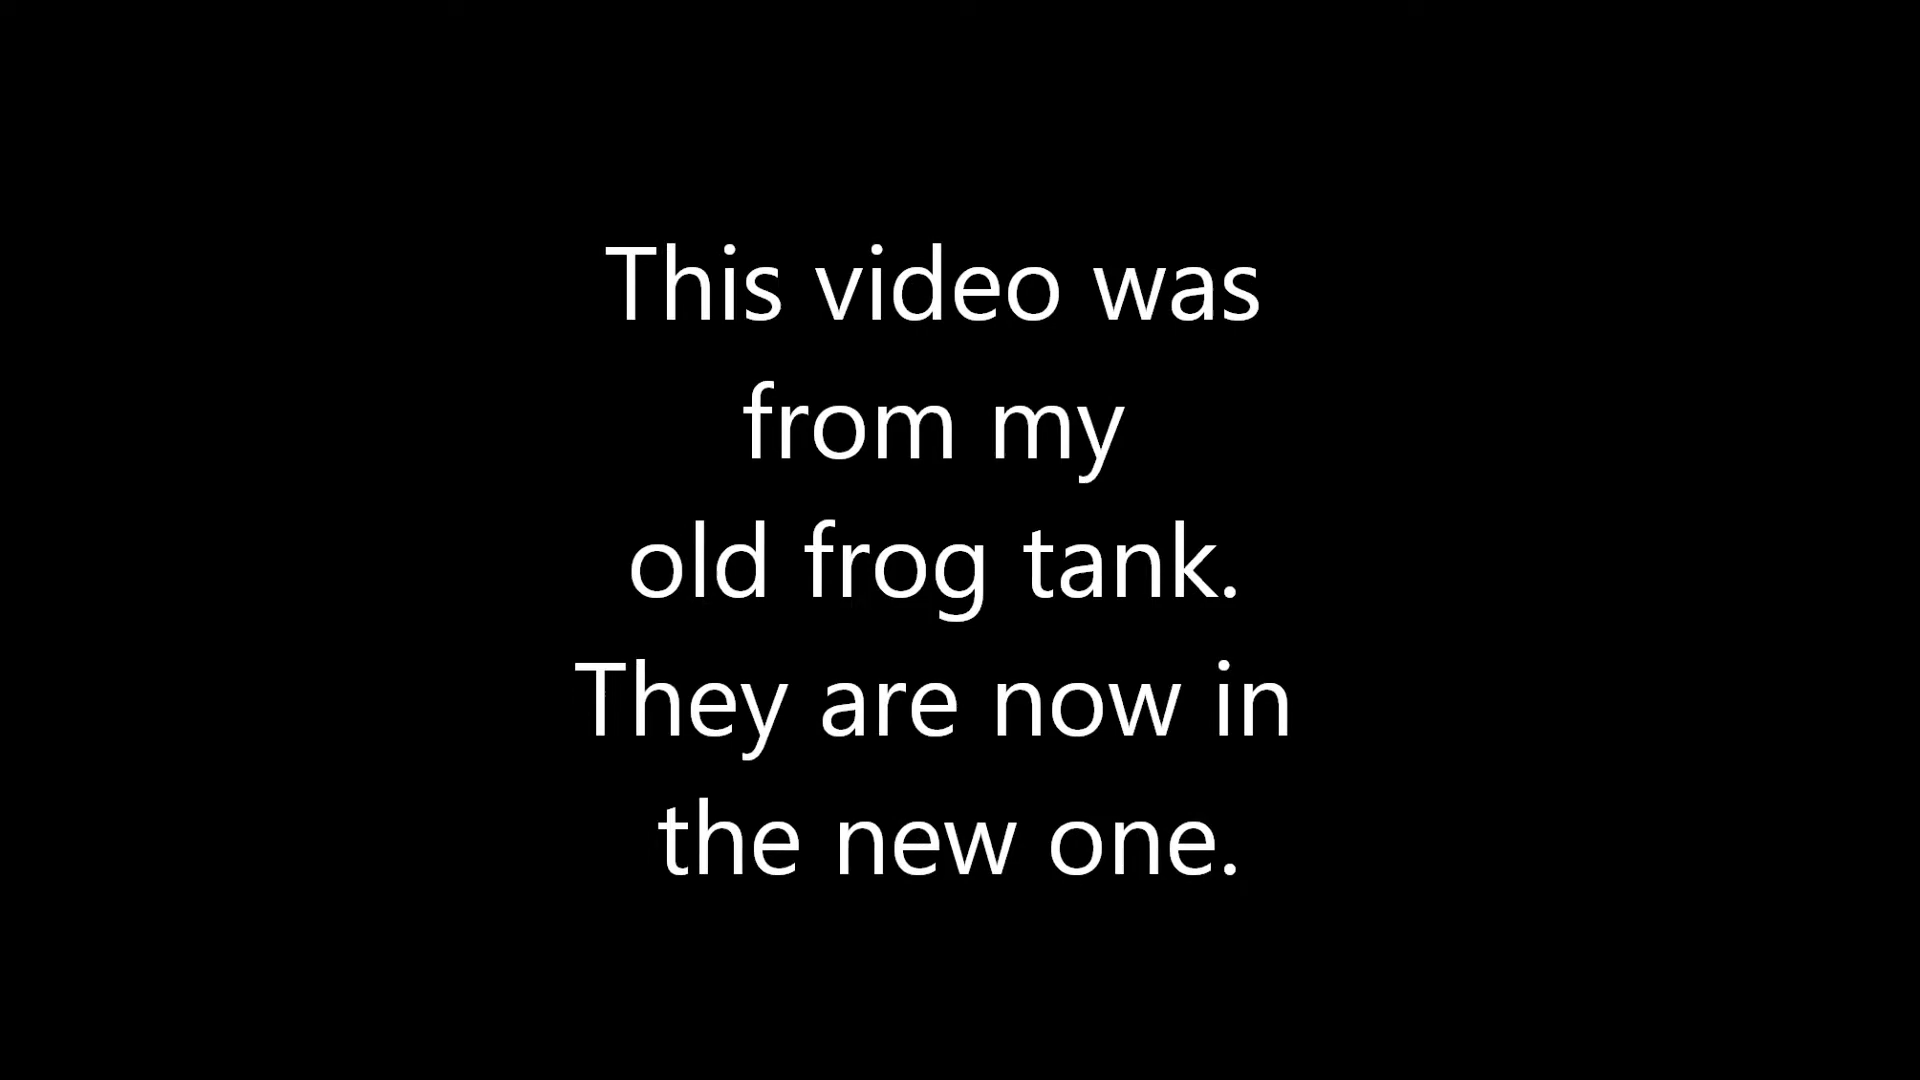 This video was
from my
old frog tank.
They are now in
the new one.